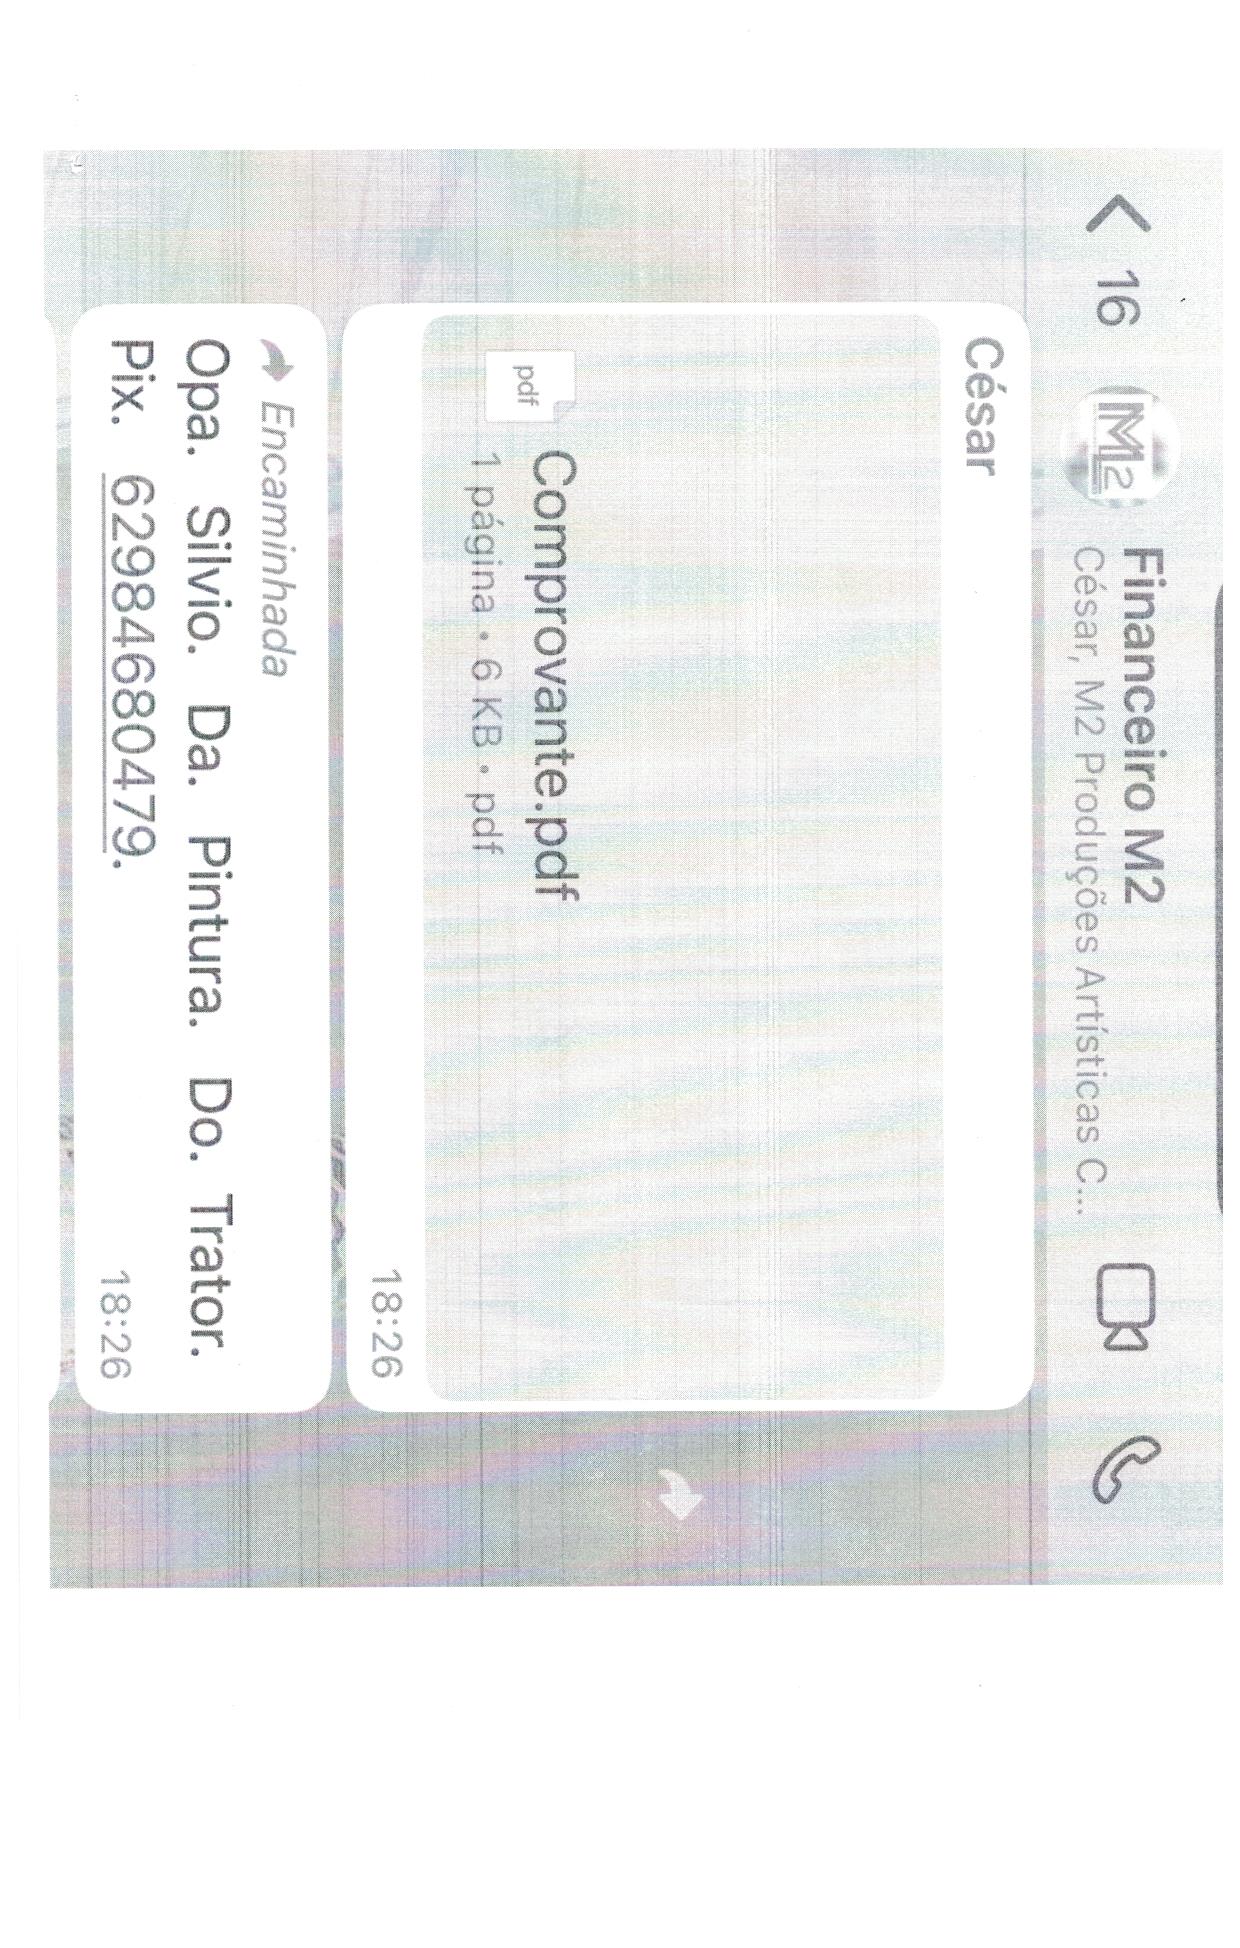 16
M2
Financeiro M2
César, M2 Produções Artísticas C...
César
pdf
Comprovante.pdf
1 página • 6 KB • pdf
18:26
Encaminhada
Opa. Silvio. Da. Pintura. Do. Trator.
Pix. 62984680479.
18:26